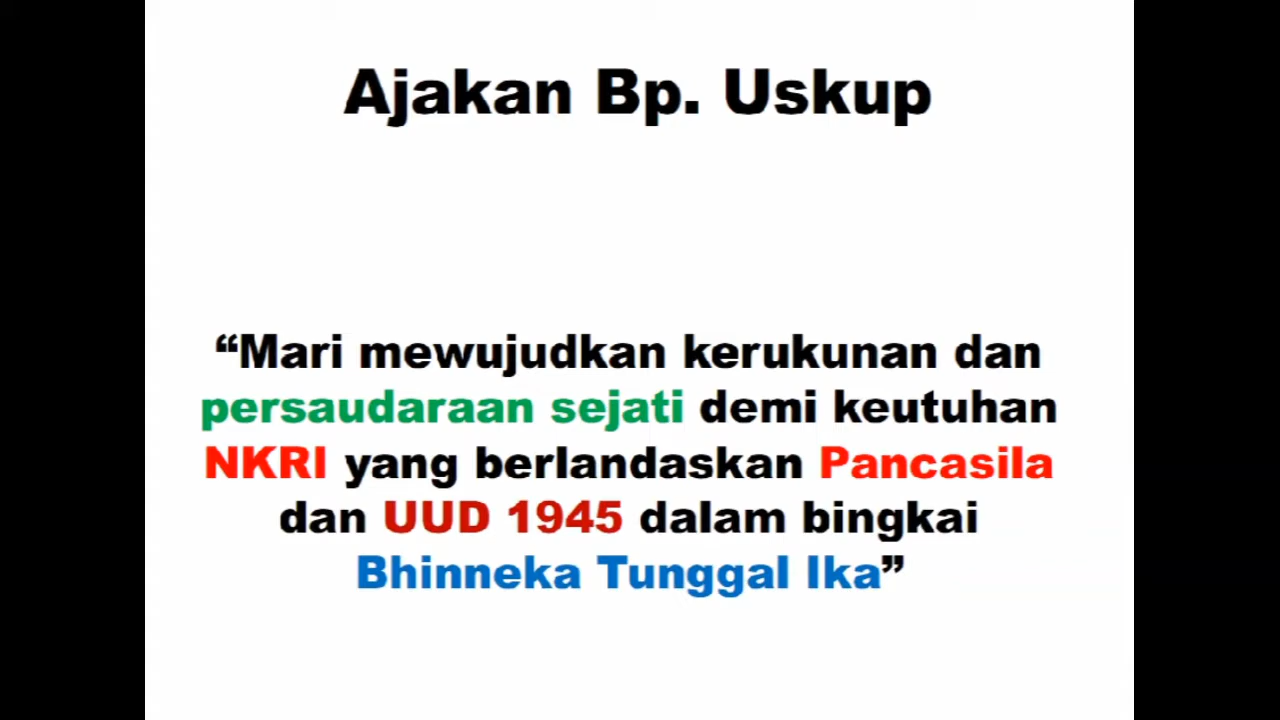 Ajakan Bp. Uskup
“Mari mewujudkan kerukunan dan
persaudaraan sejati demi keutuhan
NKRI yang berlandaskan Pancasila
dan UUD 1945 dalam bingkai
Bhinneka Tunggal Ika”